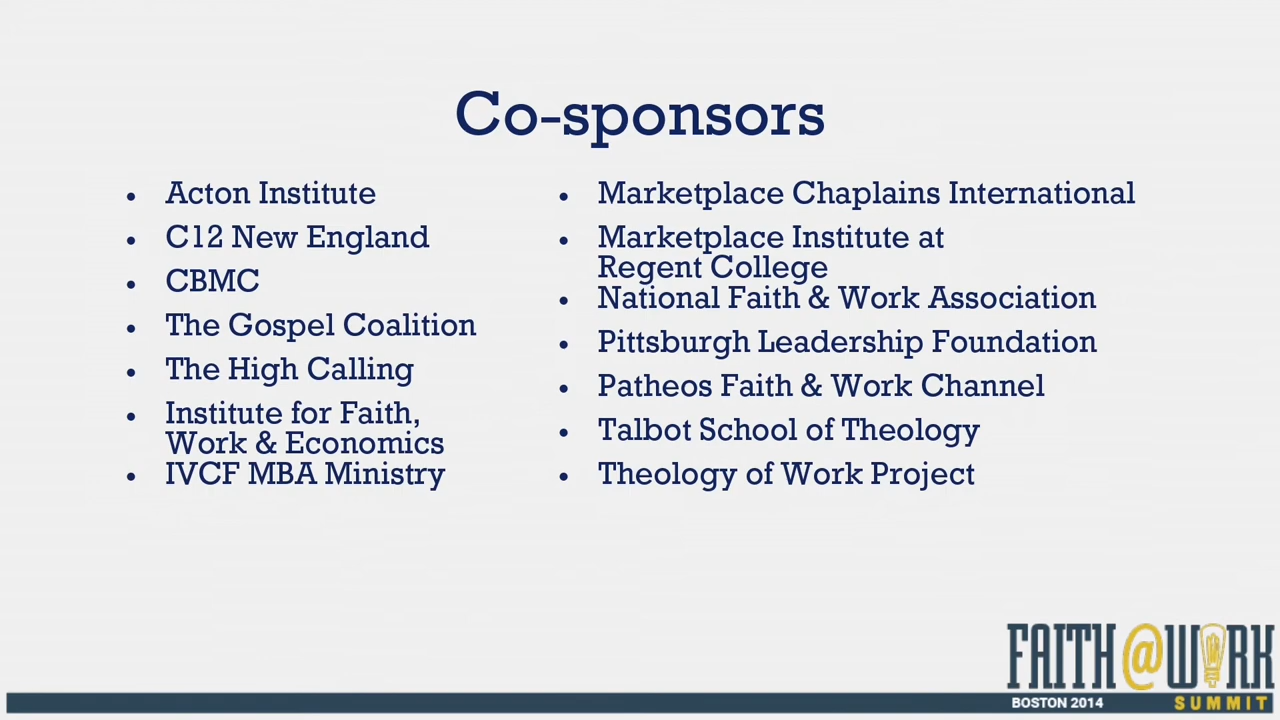 Co-sponsors
• Acton Institute
• C12 New England
• CBMC
• The Gospel Coalition
• The High Calling
• Institute for Faith,
Work & Economics
• IVCF MBA Ministry
• Marketplace Chaplains International
• Marketplace Institute at
Regent College
• National Faith & Work Association
• Pittsburgh Leadership Foundation
• Patheos Faith & Work Channel
• Talbot School of Theology
• Theology of Work Project
FAITH@WORK
BOSTON 2014 SUMMIT